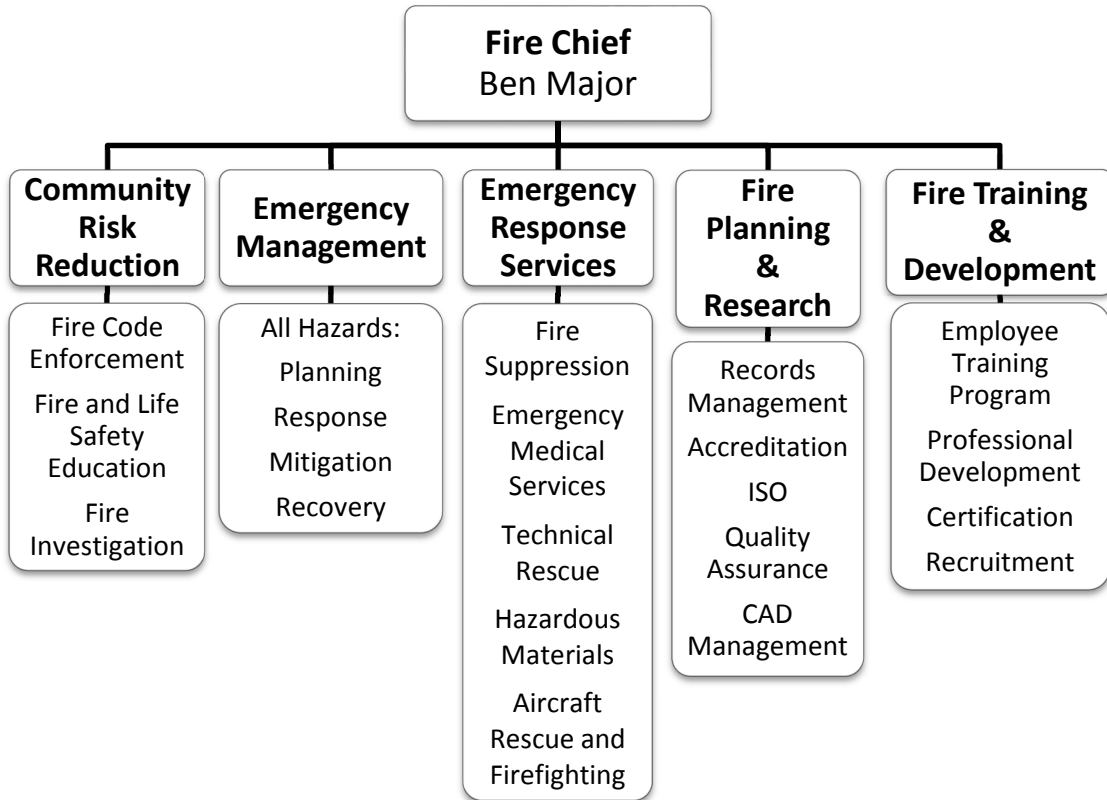 Fire Chief
Ben Major
Community
Risk
Reduction
Fire Code
Enforcement
Fire and Life
Safety
Education
Fire
Investigation
Emergency
Management
All Hazards:
Planning
Response
Mitigation
Recovery
Emergency
Response
Services
Fire
Suppression
Emergency
Medical
Services
Technical
Rescue
Hazardous
Materials
Aircraft
Rescue and
Firefighting
Fire
Planning
&
Research
Records
Management
Accreditation
ISO
Quality
Assurance
CAD
Management
Fire Training
&
Development
Employee
Training
Program
Professional
Development
Certification
Recruitment